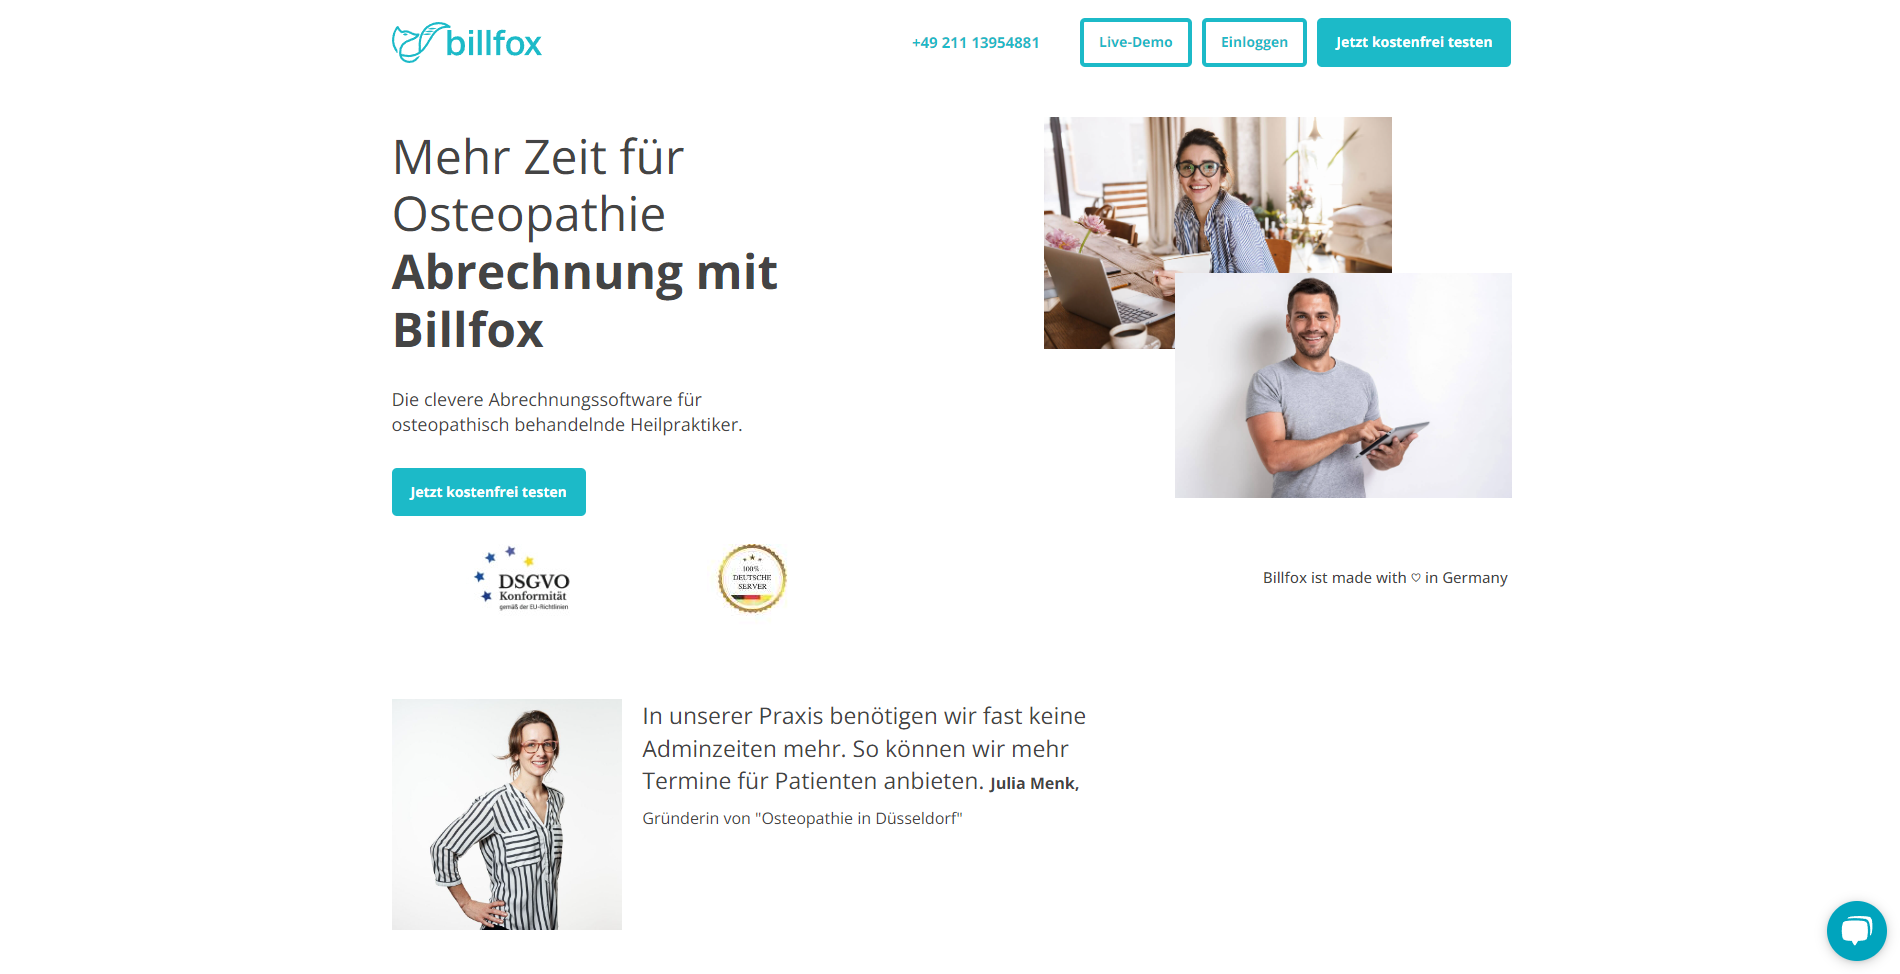 billfox
+49 211 13954881
Live-Demo
Einloggen
Jetzt kostenfrei testen
Mehr Zeit für
Osteopathie
Abrechnung mit
Billfox
Die clevere Abrechnungssoftware für
osteopathisch behandelnde Heilpraktiker.
Jetzt kostenfrei testen
DSGVO
Konformität
gemäß der EU-Richtlinien
100%
DEUTSCHE
SERVER
Billfox ist made with ♡ in Germany
In unserer Praxis benötigen wir fast keine
Adminzeiten mehr. So können wir mehr
Termine für Patienten anbieten. Julia Menk,
Gründerin von "Osteopathie in Düsseldorf"